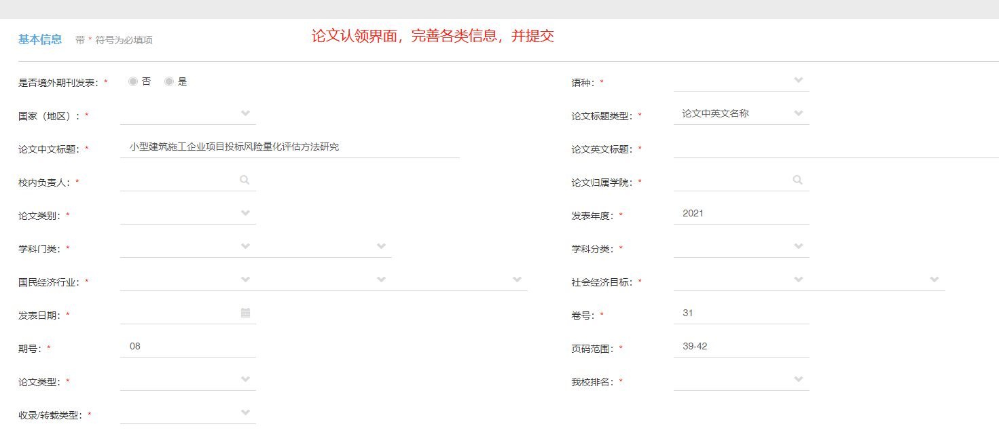 基本信息 带 * 符号为必填项 论文认领界面，完善各类信息，并提交
是否境外期刊发表：* 否 是 语种：*
国家（地区）：* 论文标题类型：* 论文中英文名称
论文中文标题：* 小型建筑施工企业项目投标风险量化评估方法研究 论文英文标题：*
校内负责人：* 论文归属学院：*
论文类别：* 发表年度：* 2021
学科门类：* 学科分类：*
国民经济行业：* 社会经济目标：*
发表日期：* 卷号：* 31
期号：* 08 页码范围：* 39-42
论文类型：* 我校排名：*
收录/转载类型：*